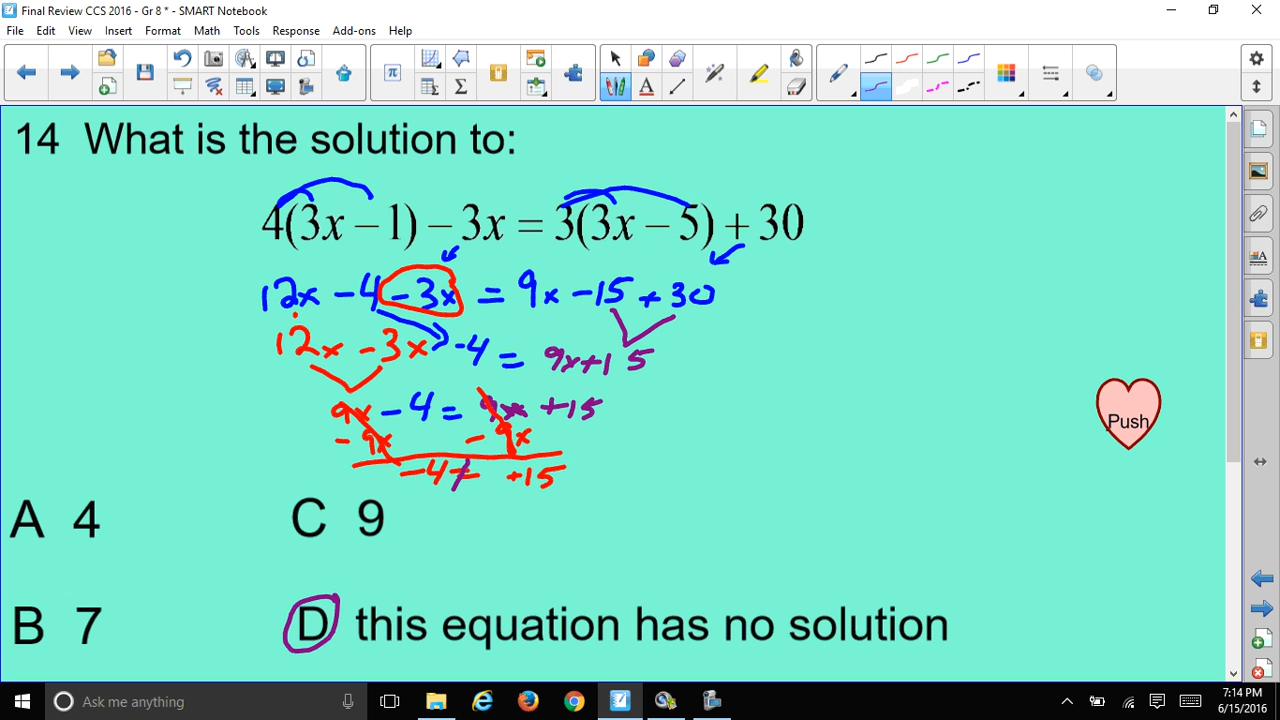 Final Review CCS 2016 - Gr 8 * - SMART Notebook
File Edit View Insert Format Math Tools Response Add-ons Help
14 What is the solution to:
4(3x − 1) − 3x = 3(3x − 5) + 30
12x − 4 − 3x = 9x − 15 + 30
12x − 3x − 4 = 9x + 15
9x − 4 = 9x + 15
− 9x − 9x
− 4 ≠ + 15
Push
A 4 C 9
B 7 D this equation has no solution
Ask me anything
7:14 PM
6/15/2016